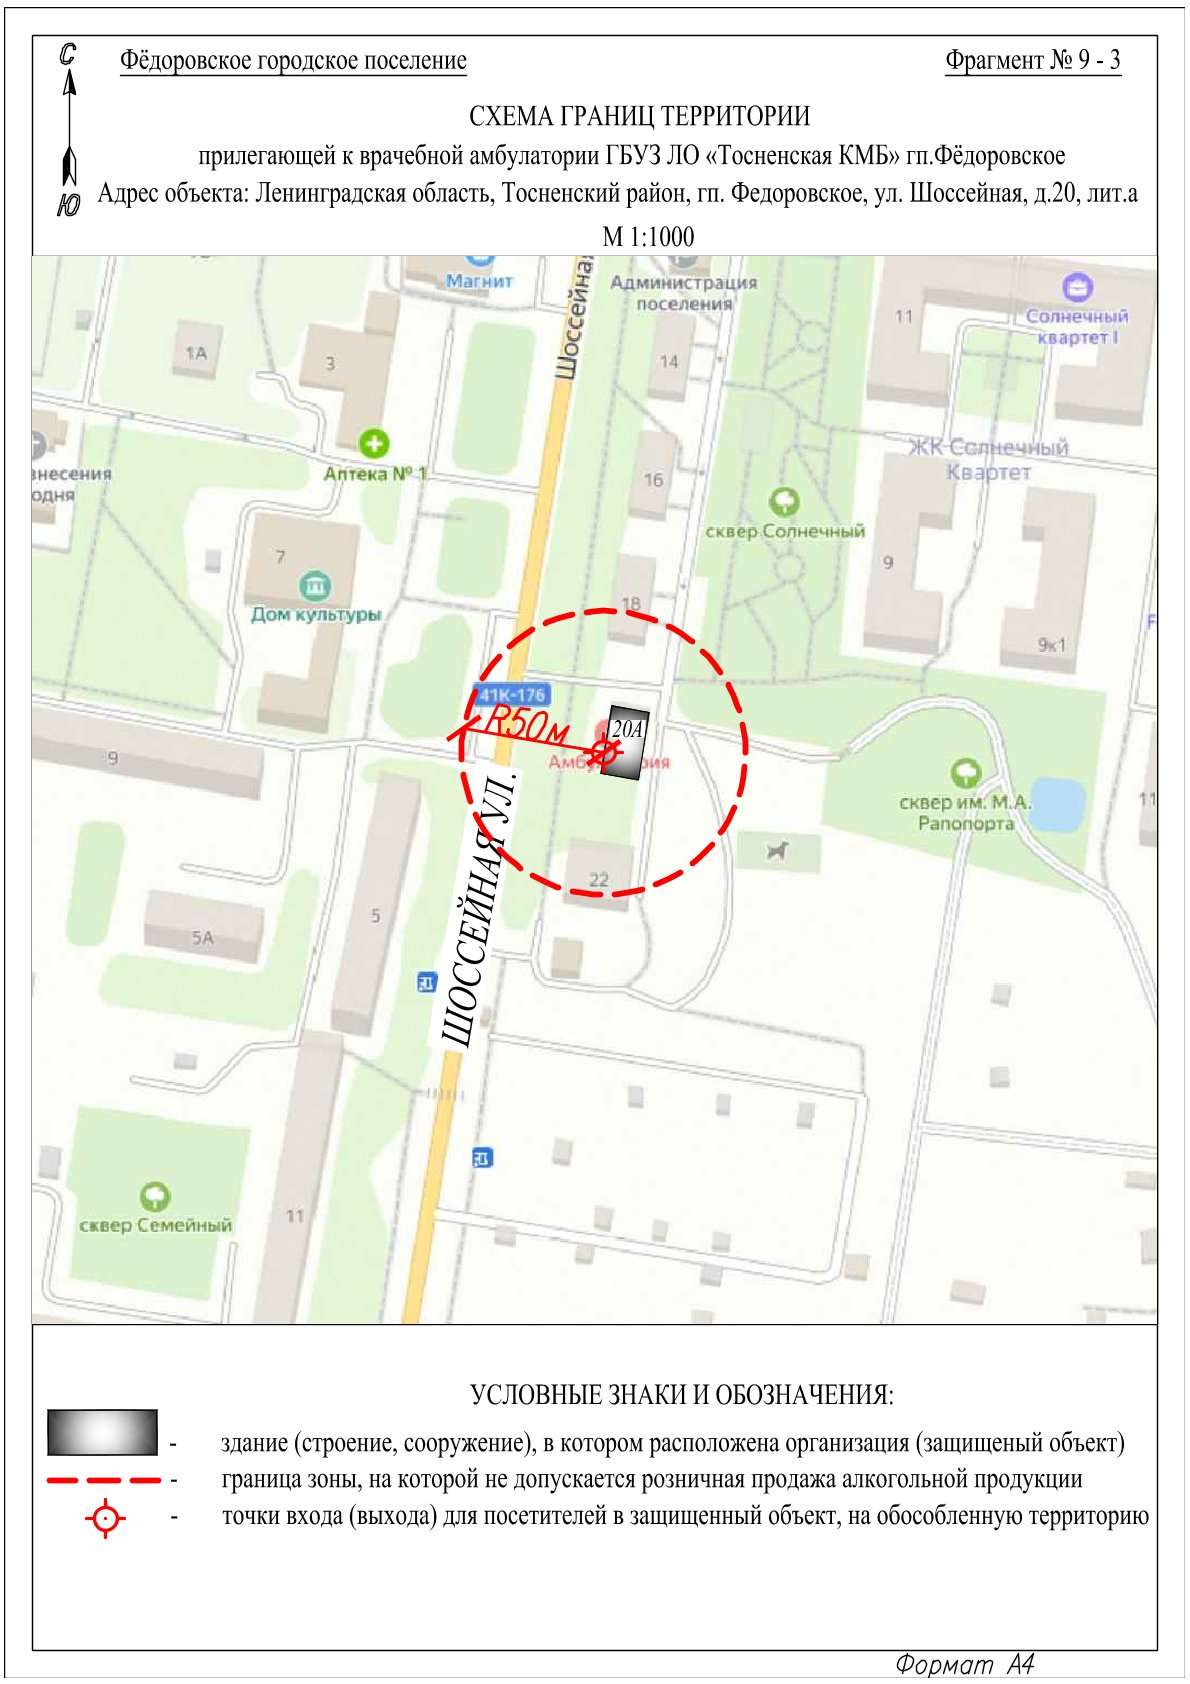 С
Фёдоровское городское поселение
Фрагмент № 9 - 3
СХЕМА ГРАНИЦ ТЕРРИТОРИИ
прилегающей к врачебной амбулатории ГБУЗ ЛО «Тосненская КМБ» гп.Фёдоровское
Адрес объекта: Ленинградская область, Тосненский район, гп. Федоровское, ул. Шоссейная, д.20, лит.а
Ю
М 1:1000
Магнит
Шоссейная
Администрация
поселения
11
Солнечный
квартет I
1А
3
14
Аптека № 1
ЖК Солнечный
Квартет
знесения
одня
16
сквер Солнечный
7
Дом культуры
9
18
9к1
41К-176
R50м
20А
9
Амбу
рия
сквер им. М.А.
Рапопорта
11
ШОССЕЙНАЯ УЛ.
22
5
5А
сквер Семейный
11
УСЛОВНЫЕ ЗНАКИ И ОБОЗНАЧЕНИЯ:
- здание (строение, сооружение), в котором расположена организация (защищеный объект)
- граница зоны, на которой не допускается розничная продажа алкогольной продукции
- точки входа (выхода) для посетителей в защищенный объект, на обособленную территорию
Формат А4